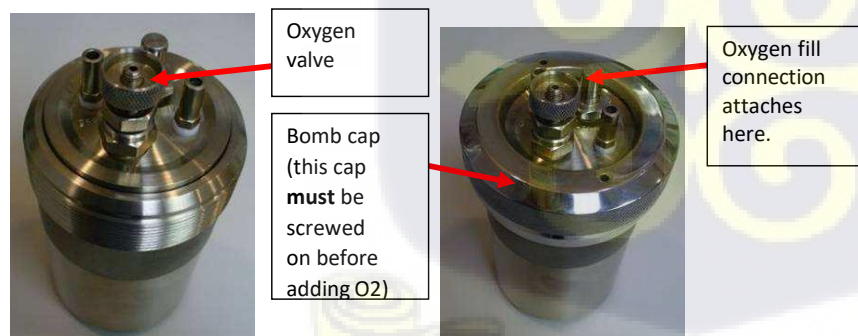 Oxygen
valve
Bomb cap
(this cap
must be
screwed
on before
adding O2)
Oxygen fill
connection
attaches
here.